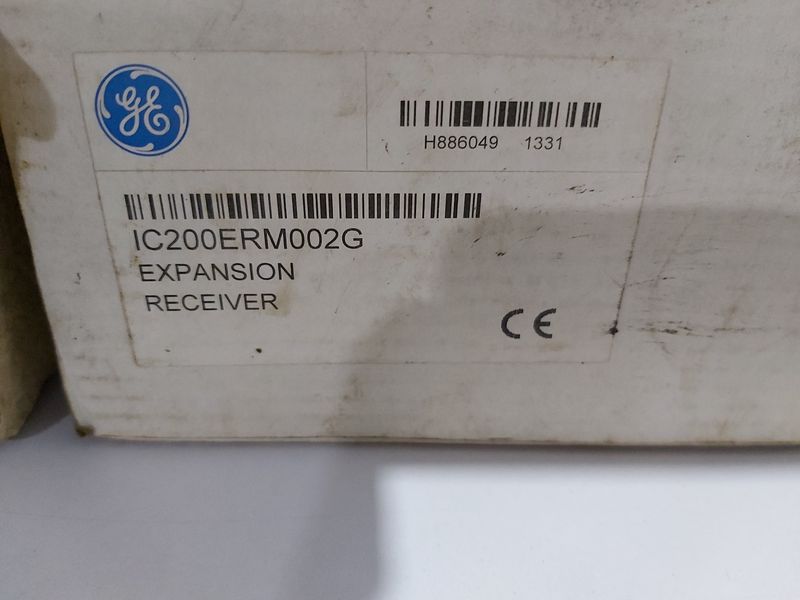 GE
H886049 1331
IC200ERM002G
EXPANSION
RECEIVER
CE